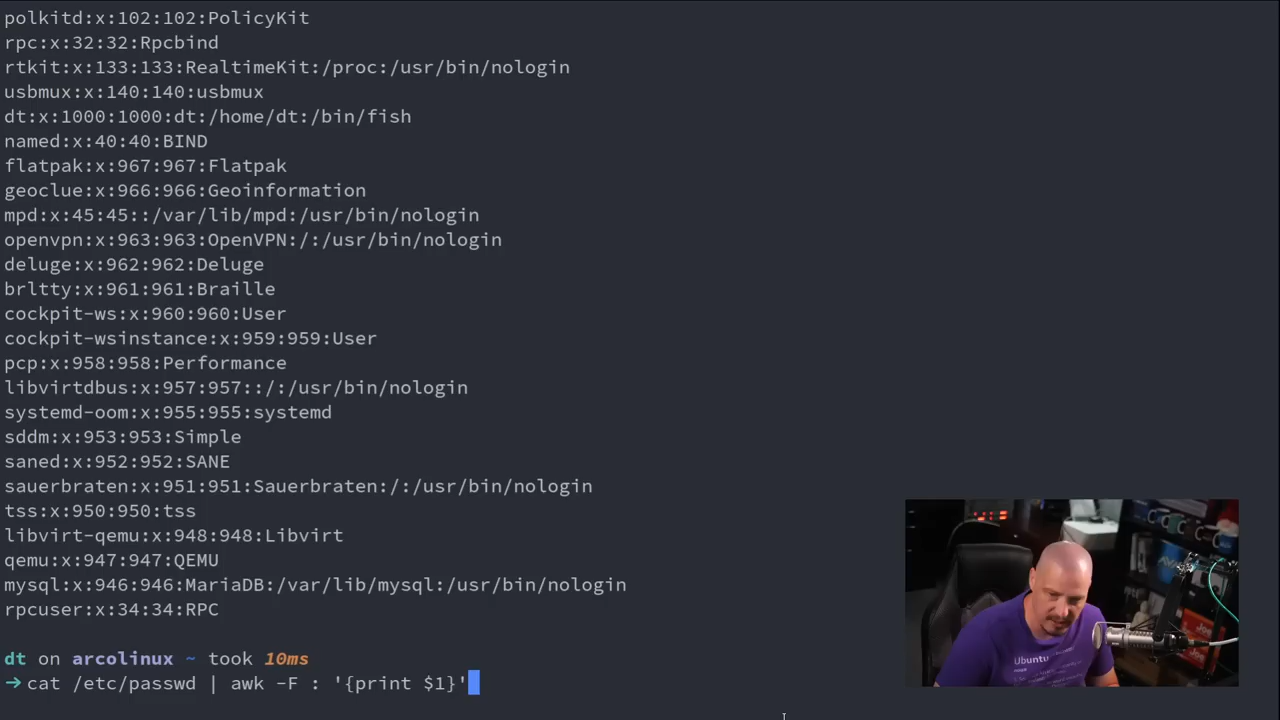 polkitd:x:102:102:PolicyKit
rpc:x:32:32:Rpcbind
rtkit:x:133:133:RealtimeKit:/proc:/usr/bin/nologin
usbmux:x:140:140:usbmux
dt:x:1000:1000:dt:/home/dt:/bin/fish
named:x:40:40:BIND
flatpak:x:967:967:Flatpak
geoclue:x:966:966:Geoinformation
mpd:x:45:45::/var/lib/mpd:/usr/bin/nologin
openvpn:x:963:963:OpenVPN:/:/usr/bin/nologin
deluge:x:962:962:Deluge
brltty:x:961:961:Braille
cockpit-ws:x:960:960:User
cockpit-wsinstance:x:959:959:User
pcp:x:958:958:Performance
libvirtdbus:x:957:957::/:/usr/bin/nologin
systemd-oom:x:955:955:systemd
sddm:x:953:953:Simple
saned:x:952:952:SANE
sauerbraten:x:951:951:Sauerbraten:/:/usr/bin/nologin
tss:x:950:950:tss
libvirt-qemu:x:948:948:Libvirt
qemu:x:947:947:QEMU
mysql:x:946:946:MariaDB:/var/lib/mysql:/usr/bin/nologin
rpcuser:x:34:34:RPC
dt on arcolinux ~ took 10ms
➜ cat /etc/passwd | awk -F : '{print $1}'
Ubuntu